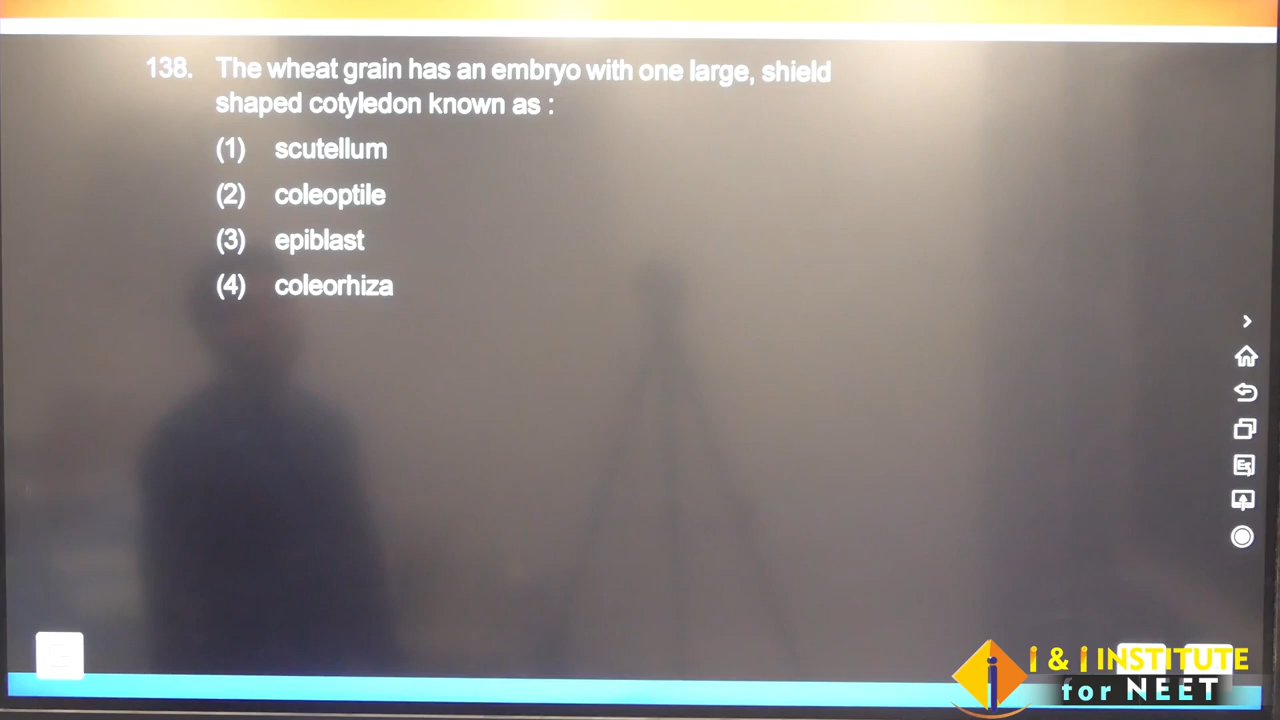 138. The wheat grain has an embryo with one large, shield
shaped cotyledon known as :
(1) scutellum
(2) coleoptile
(3) epiblast
(4) coleorhiza
i & i INSTITUTE
for NEET